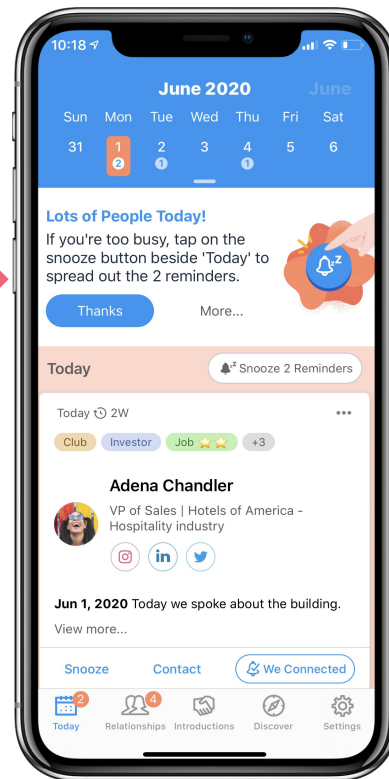 10:18
June 2020 June
Sun Mon Tue Wed Thu Fri Sat
31 1 2 3 4 5 6
2 1 1
Lots of People Today!
If you're too busy, tap on the
snooze button beside 'Today' to
spread out the 2 reminders.
Thanks More...
zZ
Today zZ Snooze 2 Reminders
Today 2W
Club Investor Job +3
Adena Chandler
VP of Sales | Hotels of America -
Hospitality industry
in
Jun 1, 2020 Today we spoke about the building.
View more...
Snooze Contact We Connected
2 4
Today Relationships Introductions Discover Settings